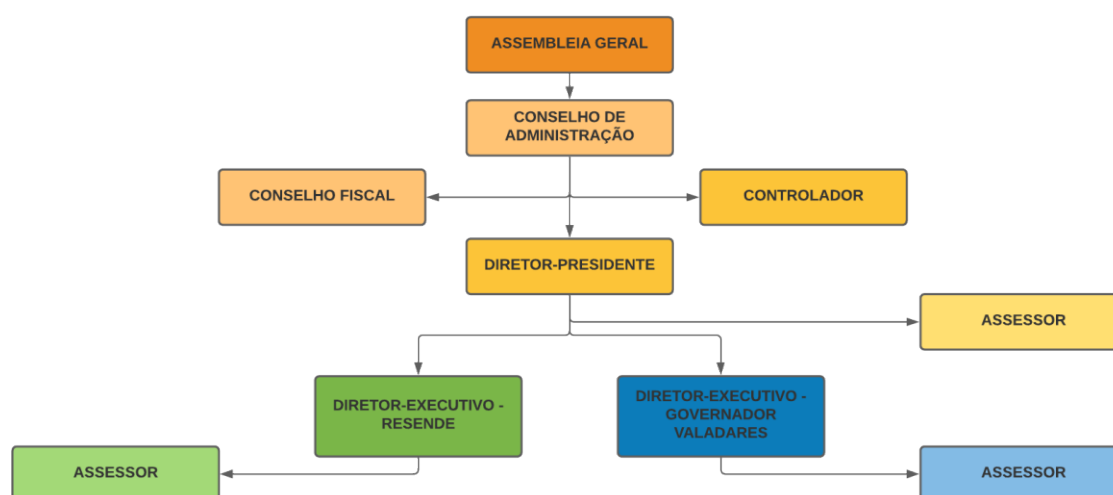 ASSEMBLEIA GERAL
CONSELHO DE
ADMINISTRAÇÃO
CONSELHO FISCAL
CONTROLADOR
DIRETOR-PRESIDENTE
ASSESSOR
DIRETOR-EXECUTIVO -
RESENDE
DIRETOR-EXECUTIVO -
GOVERNADOR
VALADARES
ASSESSOR
ASSESSOR